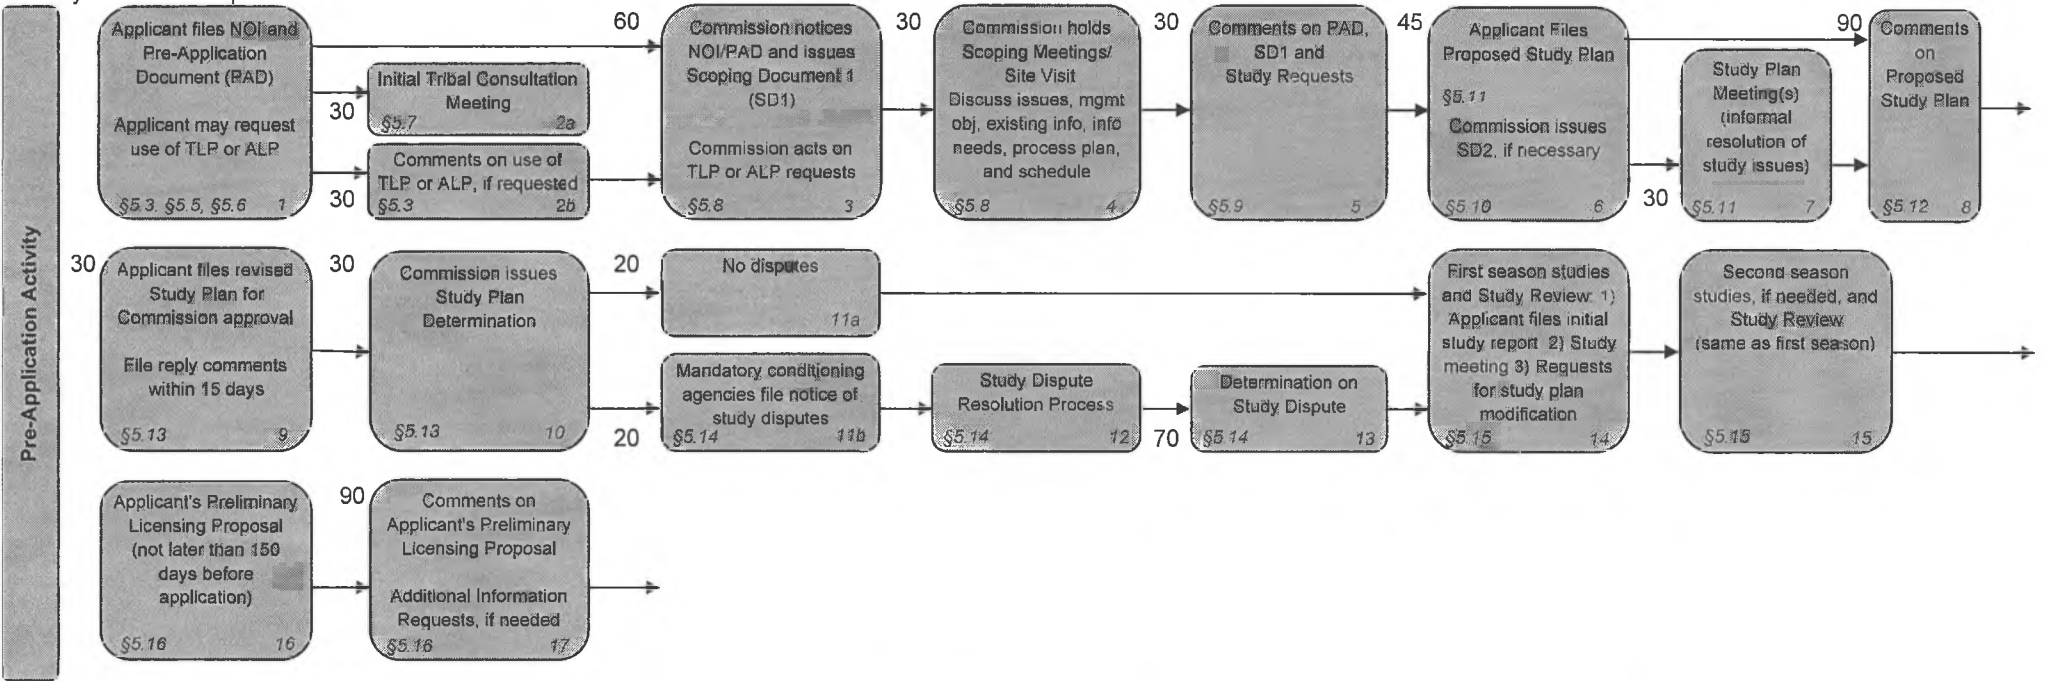 Pre-Application Activity
Applicant files NOI and
Pre-Application
Document (PAD)
Applicant may request
use of TLP or ALP
§5.3, §5.5, §5.6 1
30
Initial Tribal Consultation
Meeting
§5.7 2a
30
Comments on use of
TLP or ALP, if requested
§5.3 2b
60
Commission notices
NOI/PAD and issues
Scoping Document 1
(SD1)
Commission acts on
TLP or ALP requests
§5.8 3
30
Commission holds
Scoping Meetings/
Site Visit
Discuss issues, mgmt
obj, existing info, info
needs, process plan,
and schedule
§5.8 4
30
Comments on PAD,
SD1 and
Study Requests
§5.9 5
45
Applicant Files
Proposed Study Plan
§5.11
Commission issues
SD2, if necessary
§5.10 6
30
Study Plan
Meeting(s)
(informal
resolution of
study issues)
§5.11 7
90
Comments
on
Proposed
Study Plan
§5.12 8
30
Applicant files revised
Study Plan for
Commission approval
File reply comments
within 15 days
§5.13 9
30
Commission issues
Study Plan
Determination
§5.13 10
20
No disputes
11a
20
Mandatory conditioning
agencies file notice of
study disputes
§5.14 11b
Study Dispute
Resolution Process
§5.14 12
70
Determination on
Study Dispute
§5.14 13
First season studies
and Study Review 1)
Applicant files initial
study report 2) Study
meeting 3) Requests
for study plan
modification
§5.15 14
Second season
studies, if needed, and
Study Review
(same as first season)
§5.15 15
Applicant's Preliminary
Licensing Proposal
(not later than 150
days before
application)
§5.16 16
90
Comments on
Applicant's Preliminary
Licensing Proposal
Additional Information
Requests, if needed
§5.16 17